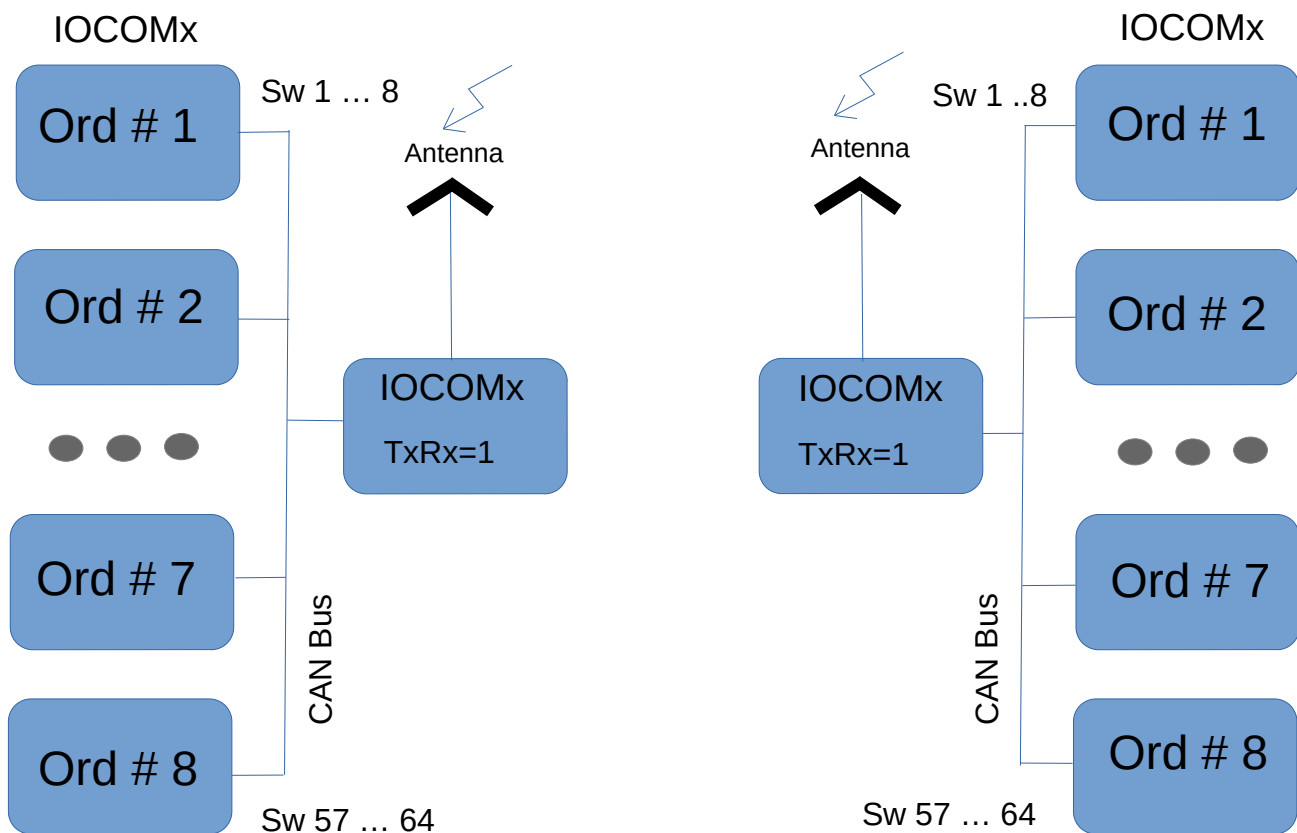 IOCOMx
Ord # 1
Sw 1 … 8
Antenna
Ord # 2
IOCOMx
TxRx=1
Ord # 7
CAN Bus
Ord # 8
Sw 57 … 64
IOCOMx
Sw 1 ..8
Ord # 1
Antenna
Ord # 2
IOCOMx
TxRx=1
Ord # 7
CAN Bus
Ord # 8
Sw 57 … 64